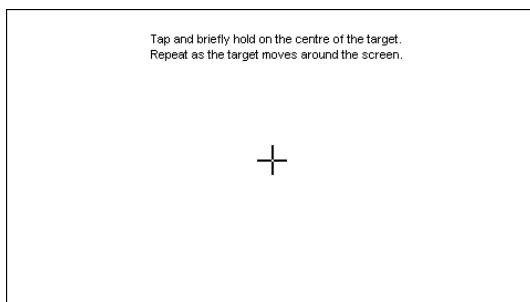 Tap and briefly hold on the centre of the target.
Repeat as the target moves around the screen.